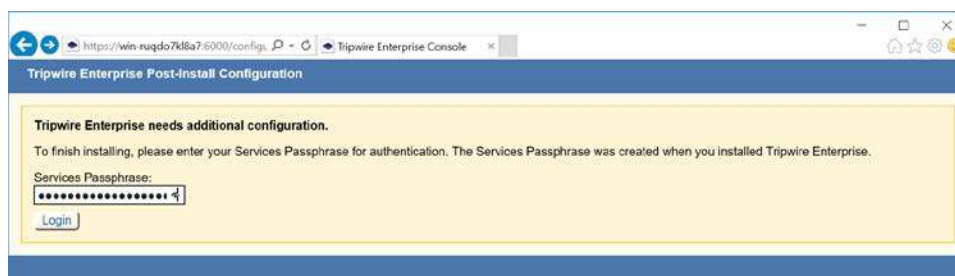 https://win-ruqdo7kl8a7:6000/config
Tripwire Enterprise Console
Tripwire Enterprise Post-Install Configuration
Tripwire Enterprise needs additional configuration.
To finish installing, please enter your Services Passphrase for authentication. The Services Passphrase was created when you installed Tripwire Enterprise.
Services Passphrase:
Login